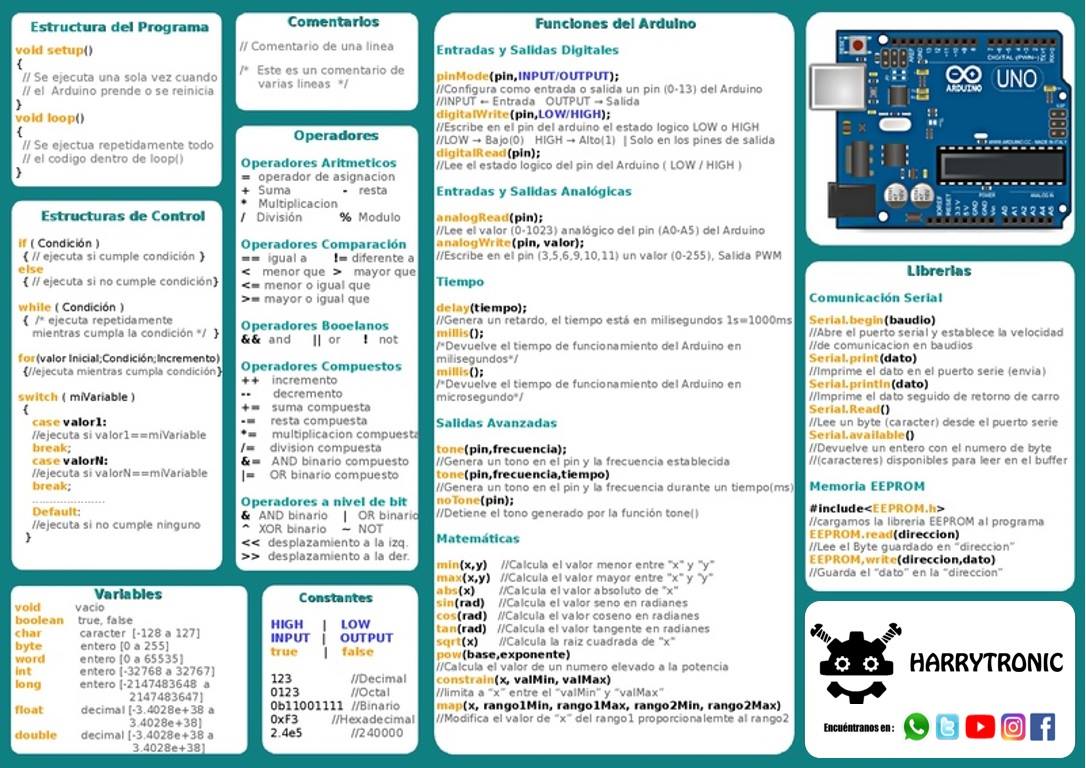 Estructura del Programa
void setup()
{
// Se ejecuta una sola vez cuando
// el Arduino prende o se reinicia
}
void loop()
{
// Se ejectua repetidamente todo
// el codigo dentro de loop()
}
Estructuras de Control
if ( Condición )
{ // ejecuta si cumple condición }
else
{ // ejecuta si no cumple condición}
while ( Condición )
{ /* ejecuta repetidamente
mientras cumpla la condición */ }
for(valor Inicial;Condición;Incremento)
{//ejecuta mientras cumpla condición}
switch ( miVariable )
{
case valor1:
//ejecuta si valor1==miVariable
break;
case valorN:
//ejecuta si valorN==miVariable
break;
.....................
Default:
//ejecuta si no cumple ninguno
}
Variables
void vacio
boolean true, false
char caracter [-128 a 127]
byte entero [0 a 255]
word entero [0 a 65535]
int entero [-32768 a 32767]
long entero [-2147483648 a
2147483647]
float decimal [-3.4028e+38 a
3.4028e+38]
double decimal [-3.4028e+38 a
3.4028e+38]
Comentarios
// Comentario de una linea
/* Este es un comentario de
varias lineas */
Operadores
Operadores Aritmeticos
= operador de asignacion
+ Suma - resta
* Multiplicacion
/ División % Modulo
Operadores Comparación
== igual a != diferente a
< menor que > mayor que
<= menor o igual que
>= mayor o igual que
Operadores Booelanos
&& and || or ! not
Operadores Compuestos
++ incremento
-- decremento
+= suma compuesta
-= resta compuesta
*= multiplicacion compuesta
/= division compuesta
&= AND binario compuesto
|= OR binario compuesto
Operadores a nivel de bit
& AND binario | OR binario
^ XOR binario ~ NOT
<< desplazamiento a la izq.
>> desplazamiento a la der.
Constantes
HIGH | LOW
INPUT | OUTPUT
true | false
123 //Decimal
0123 //Octal
0b11001111 //Binario
0xF3 //Hexadecimal
2.4e5 //240000
Funciones del Arduino
Entradas y Salidas Digitales
pinMode(pin,INPUT/OUTPUT);
//Configura como entrada o salida un pin (0-13) del Arduino
//INPUT ← Entrada OUTPUT → Salida
digitalWrite(pin,LOW/HIGH);
//Escribe en el pin del arduino el estado logico LOW o HIGH
//LOW → Bajo(0) HIGH → Alto(1) | Solo en los pines de salida
digitalRead(pin);
//Lee el estado logico del pin del Arduino ( LOW / HIGH )
Entradas y Salidas Analógicas
analogRead(pin);
//Lee el valor (0-1023) analógico del pin (A0-A5) del Arduino
analogWrite(pin, valor);
//Escribe en el pin (3,5,6,9,10,11) un valor (0-255), Salida PWM
Tiempo
delay(tiempo);
//Genera un retardo, el tiempo está en milisegundos 1s=1000ms
millis();
/*Devuelve el tiempo de funcionamiento del Arduino en
milisegundos*/
millis();
/*Devuelve el tiempo de funcionamiento del Arduino en
microsegundo*/
Salidas Avanzadas
tone(pin,frecuencia);
//Genera un tono en el pin y la frecuencia establecida
tone(pin,frecuencia,tiempo)
//Genera un tono en el pin y la frecuencia durante un tiempo(ms)
noTone(pin);
//Detiene el tono generado por la función tone()
Matemáticas
min(x,y) //Calcula el valor menor entre "x" y "y"
max(x,y) //Calcula el valor mayor entre "x" y "y"
abs(x) //Calcula el valor absoluto de "x"
sin(rad) //Calcula el valor seno en radianes
cos(rad) //Calcula el valor coseno en radianes
tan(rad) //Calcula el valor tangente en radianes
sqrt(x) //Calcula la raiz cuadrada de "x"
pow(base,exponente)
//Calcula el valor de un numero elevado a la potencia
constrain(x, valMin, valMax)
//limita a “x” entre el “valMin” y “valMax”
map(x, rango1Min, rango1Max, rango2Min, rango2Max)
//Modifica el valor de “x” del rango1 proporcionalemte al rango2
DIGITAL (PWM~)
ARDUINO
UNO
POWER
ANALOG IN
IOREF
RESET
3.3V
5V
GND
GND
Vin
A0
A1
A2
A3
A4
A5
Librerias
Comunicación Serial
Serial.begin(baudio)
//Abre el puerto serial y establece la velocidad
//de comunicacion en baudios
Serial.print(dato)
//Imprime el dato en el puerto serie (envia)
Serial.println(dato)
//Imprime el dato seguido de retorno de carro
Serial.Read()
//Lee un byte (caracter) desde el puerto serie
Serial.available()
//Devuelve un entero con el numero de byte
//(caracteres) disponibles para leer en el buffer
Memoria EEPROM
#include<EEPROM.h>
//cargamos la libreria EEPROM al programa
EEPROM.read(direccion)
//Lee el Byte guardado en “direccion”
EEPROM,write(direccion,dato)
//Guarda el “dato” en la “direccion”
HARRYTRONIC
Encuéntranos en :